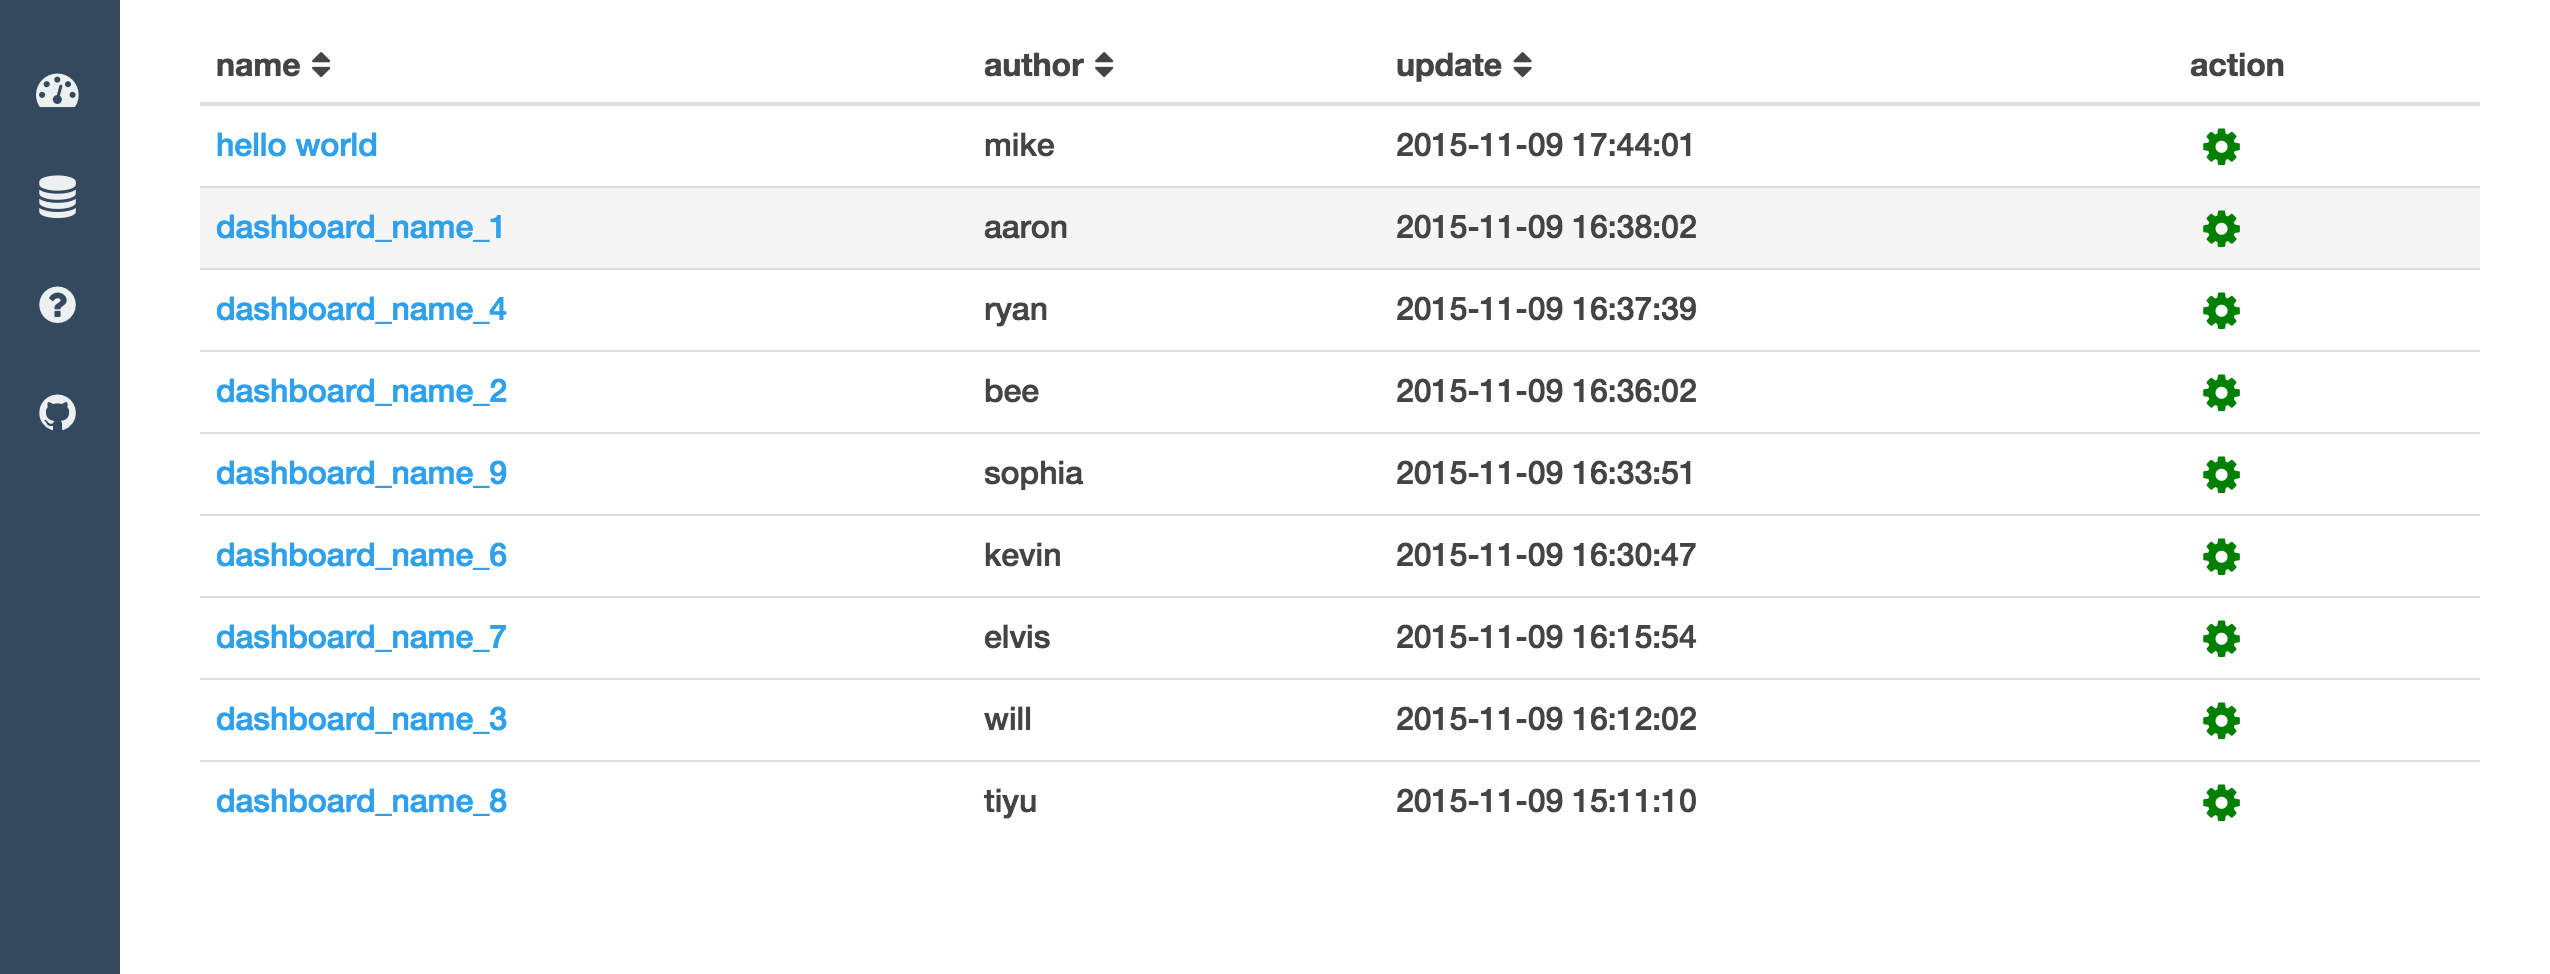 name author update action
hello world mike 2015-11-09 17:44:01
dashboard_name_1 aaron 2015-11-09 16:38:02
dashboard_name_4 ryan 2015-11-09 16:37:39
dashboard_name_2 bee 2015-11-09 16:36:02
dashboard_name_9 sophia 2015-11-09 16:33:51
dashboard_name_6 kevin 2015-11-09 16:30:47
dashboard_name_7 elvis 2015-11-09 16:15:54
dashboard_name_3 will 2015-11-09 16:12:02
dashboard_name_8 tiyu 2015-11-09 15:11:10